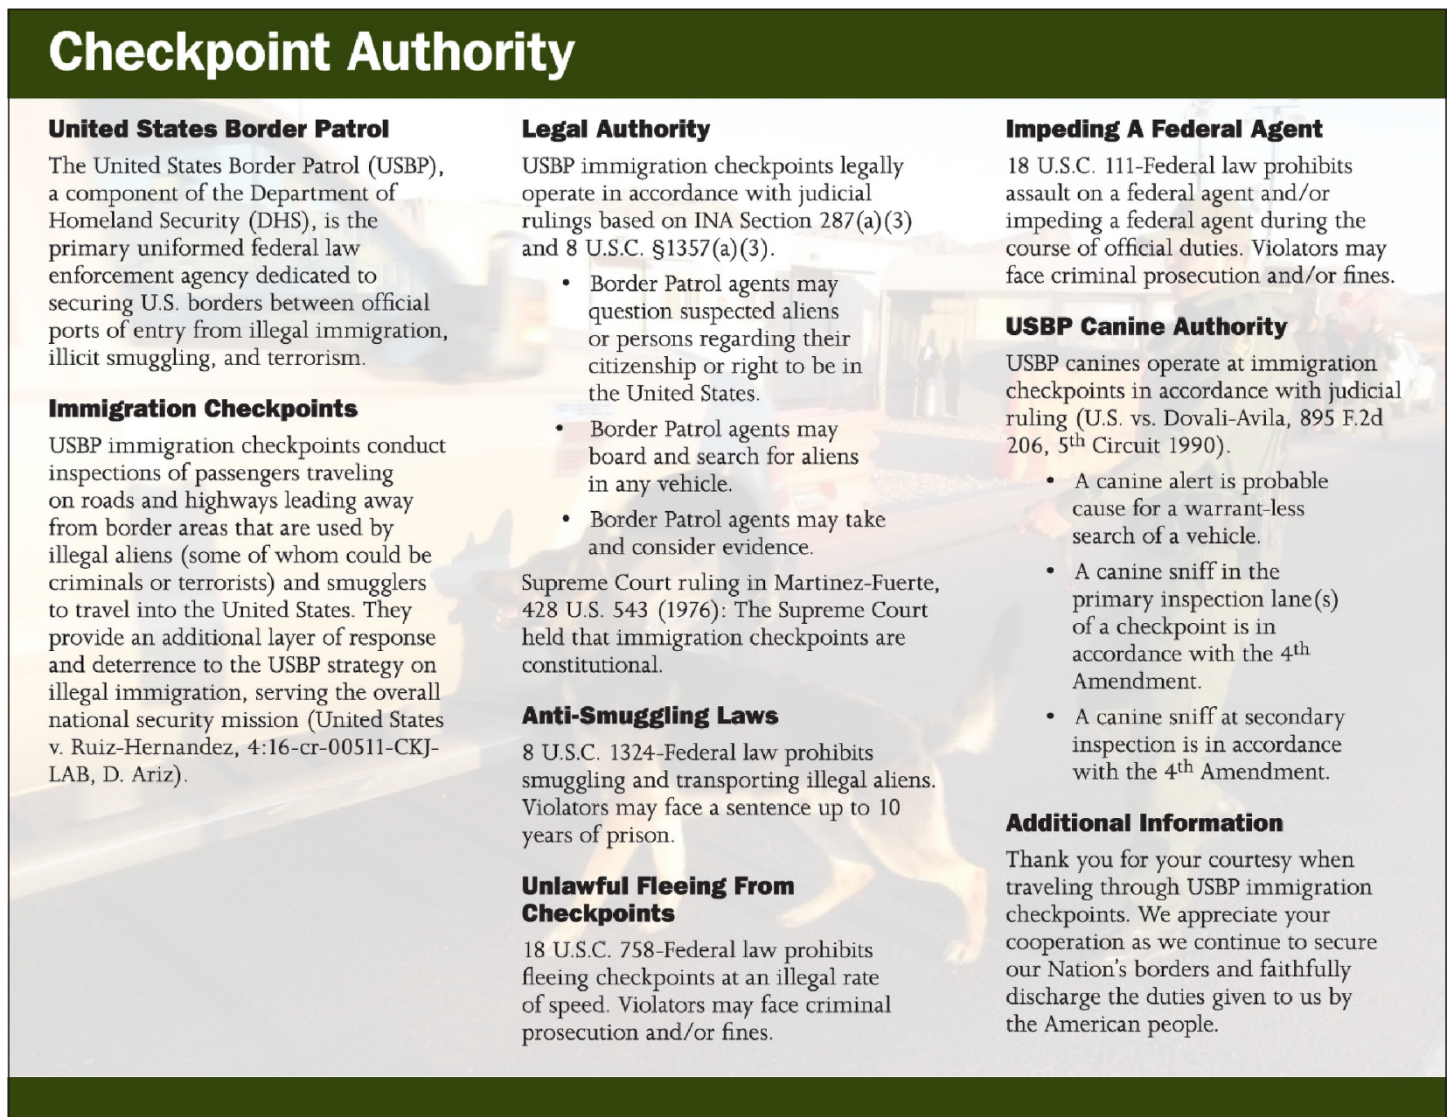 Checkpoint Authority
United States Border Patrol
The United States Border Patrol (USBP),
a component of the Department of
Homeland Security (DHS), is the
primary uniformed federal law
enforcement agency dedicated to
securing U.S. borders between official
ports of entry from illegal immigration,
illicit smuggling, and terrorism.
Immigration Checkpoints
USBP immigration checkpoints conduct
inspections of passengers traveling
on roads and highways leading away
from border areas that are used by
illegal aliens (some of whom could be
criminals or terrorists) and smugglers
to travel into the United States. They
provide an additional layer of response
and deterrence to the USBP strategy on
illegal immigration, serving the overall
national security mission (United States
v. Ruiz-Hernandez, 4:16-cr-00511-CKJ-
LAB, D. Ariz).
Legal Authority
USBP immigration checkpoints legally
operate in accordance with judicial
rulings based on INA Section 287(a)(3)
and 8 U.S.C. §1357(a)(3).
• Border Patrol agents may
question suspected aliens
or persons regarding their
citizenship or right to be in
the United States.
• Border Patrol agents may
board and search for aliens
in any vehicle.
• Border Patrol agents may take
and consider evidence.
Supreme Court ruling in Martinez-Fuerte,
428 U.S. 543 (1976): The Supreme Court
held that immigration checkpoints are
constitutional.
Anti-Smuggling Laws
8 U.S.C. 1324-Federal law prohibits
smuggling and transporting illegal aliens.
Violators may face a sentence up to 10
years of prison.
Unlawful Fleeing From
Checkpoints
18 U.S.C. 758-Federal law prohibits
fleeing checkpoints at an illegal rate
of speed. Violators may face criminal
prosecution and/or fines.
Impeding A Federal Agent
18 U.S.C. 111-Federal law prohibits
assault on a federal agent and/or
impeding a federal agent during the
course of official duties. Violators may
face criminal prosecution and/or fines.
USBP Canine Authority
USBP canines operate at immigration
checkpoints in accordance with judicial
ruling (U.S. vs. Dovali-Avila, 895 F.2d
206, 5th Circuit 1990).
• A canine alert is probable
cause for a warrant-less
search of a vehicle.
• A canine sniff in the
primary inspection lane(s)
of a checkpoint is in
accordance with the 4th
Amendment.
• A canine sniff at secondary
inspection is in accordance
with the 4th Amendment.
Additional Information
Thank you for your courtesy when
traveling through USBP immigration
checkpoints. We appreciate your
cooperation as we continue to secure
our Nation's borders and faithfully
discharge the duties given to us by
the American people.